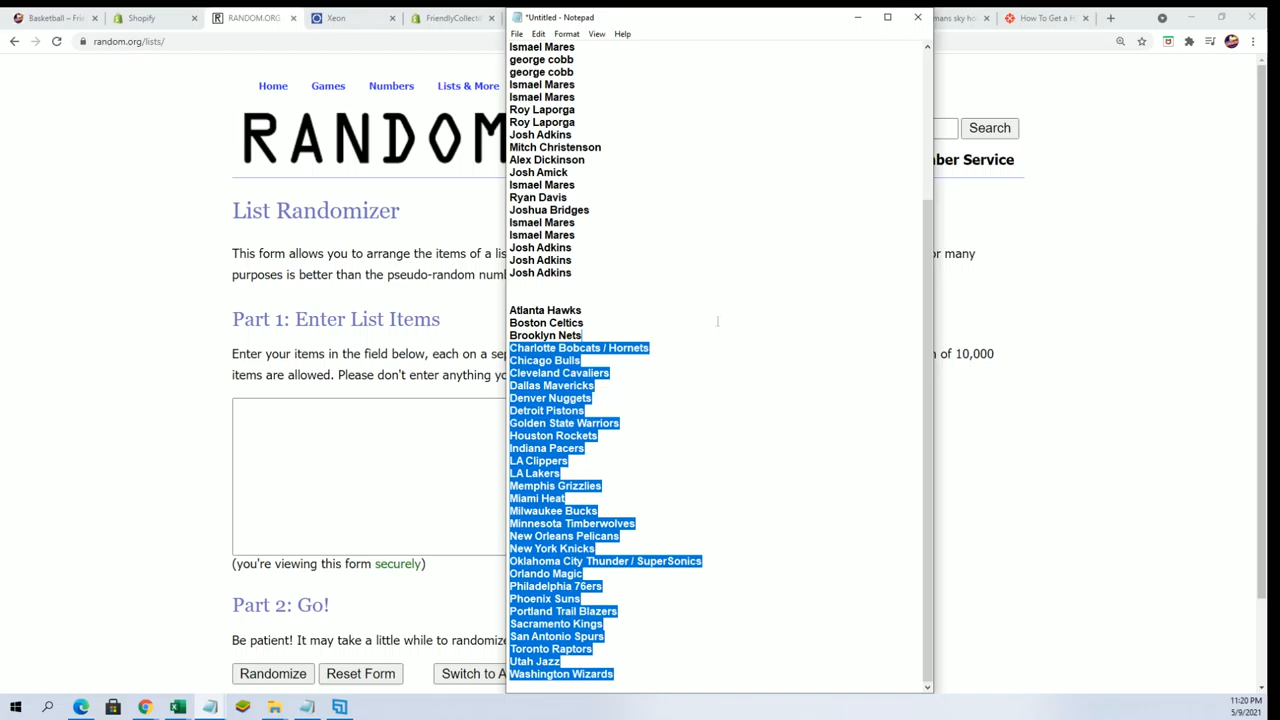 Basketball – Frie
Shopify
RANDOM.ORG
Xeon
FriendlyCollectib
*Untitled - Notepad
mans sky ho
How To Get a H
random.org/lists/
File Edit Format View Help
Home Games Numbers Lists & More
RANDOM
Search
ber Service
List Randomizer
This form allows you to arrange the items of a lis
or many
purposes is better than the pseudo-random num
Part 1: Enter List Items
Enter your items in the field below, each on a sep
n of 10,000
items are allowed. Please don't enter anything yo
(you're viewing this form securely)
Part 2: Go!
Be patient! It may take a little while to randomize
Randomize Reset Form Switch to A
Ismael Mares
george cobb
george cobb
Ismael Mares
Ismael Mares
Roy Laporga
Roy Laporga
Josh Adkins
Mitch Christenson
Alex Dickinson
Josh Amick
Ismael Mares
Ryan Davis
Joshua Bridges
Ismael Mares
Ismael Mares
Josh Adkins
Josh Adkins
Josh Adkins
Atlanta Hawks
Boston Celtics
Brooklyn Nets
Charlotte Bobcats / Hornets
Chicago Bulls
Cleveland Cavaliers
Dallas Mavericks
Denver Nuggets
Detroit Pistons
Golden State Warriors
Houston Rockets
Indiana Pacers
LA Clippers
LA Lakers
Memphis Grizzlies
Miami Heat
Milwaukee Bucks
Minnesota Timberwolves
New Orleans Pelicans
New York Knicks
Oklahoma City Thunder / SuperSonics
Orlando Magic
Philadelphia 76ers
Phoenix Suns
Portland Trail Blazers
Sacramento Kings
San Antonio Spurs
Toronto Raptors
Utah Jazz
Washington Wizards
11:20 PM
5/9/2021